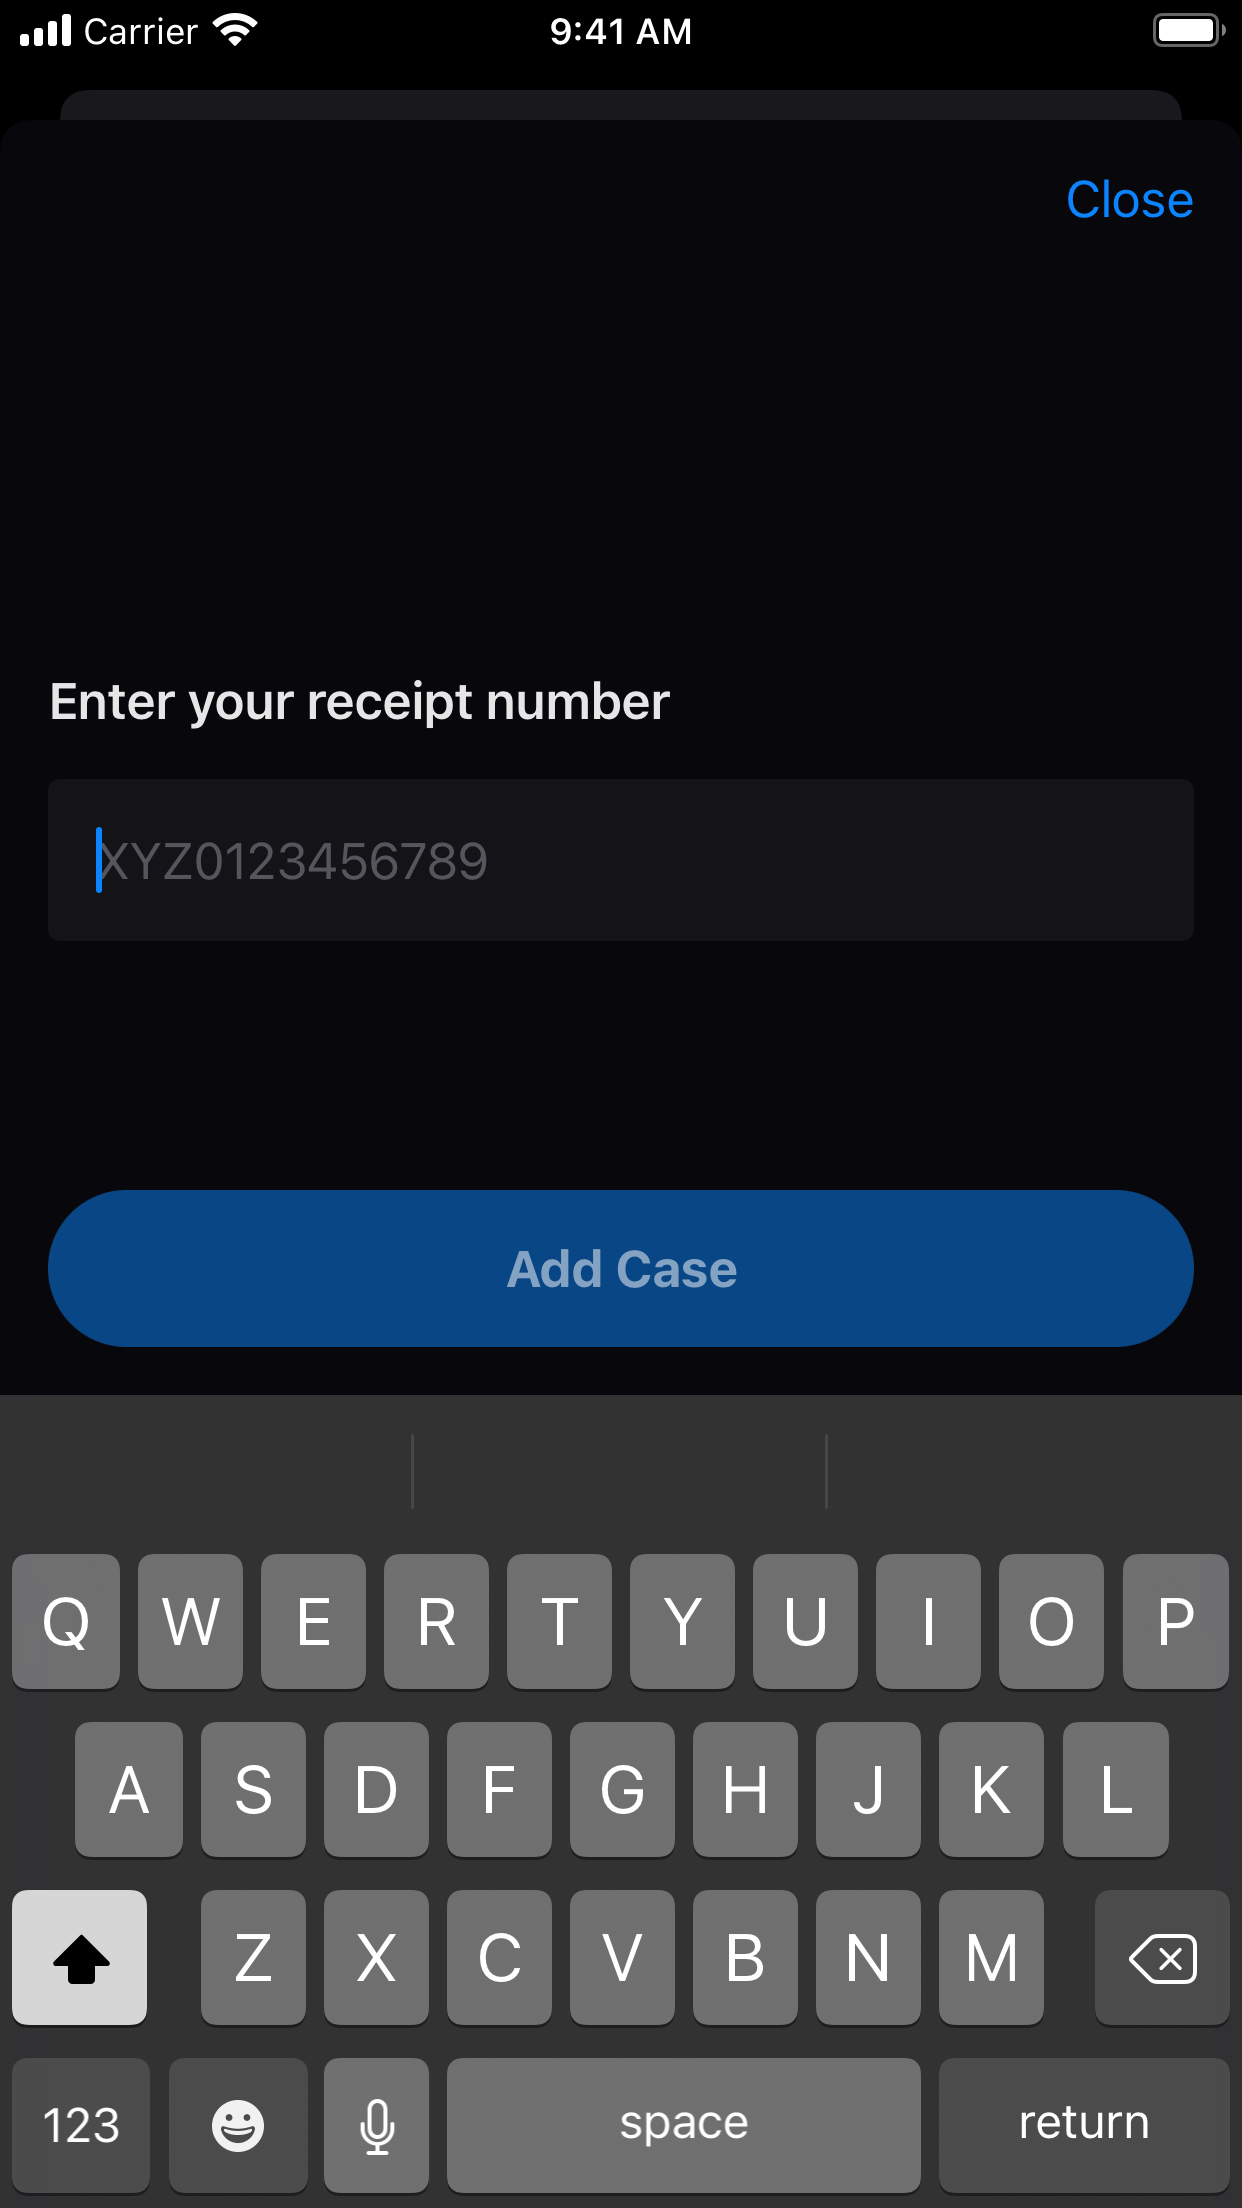 Carrier 9:41 AM
Close
Enter your receipt number
XYZ0123456789
Add Case
Q W E R T Y U I O P
A S D F G H J K L
Z X C V B N M
123 space return